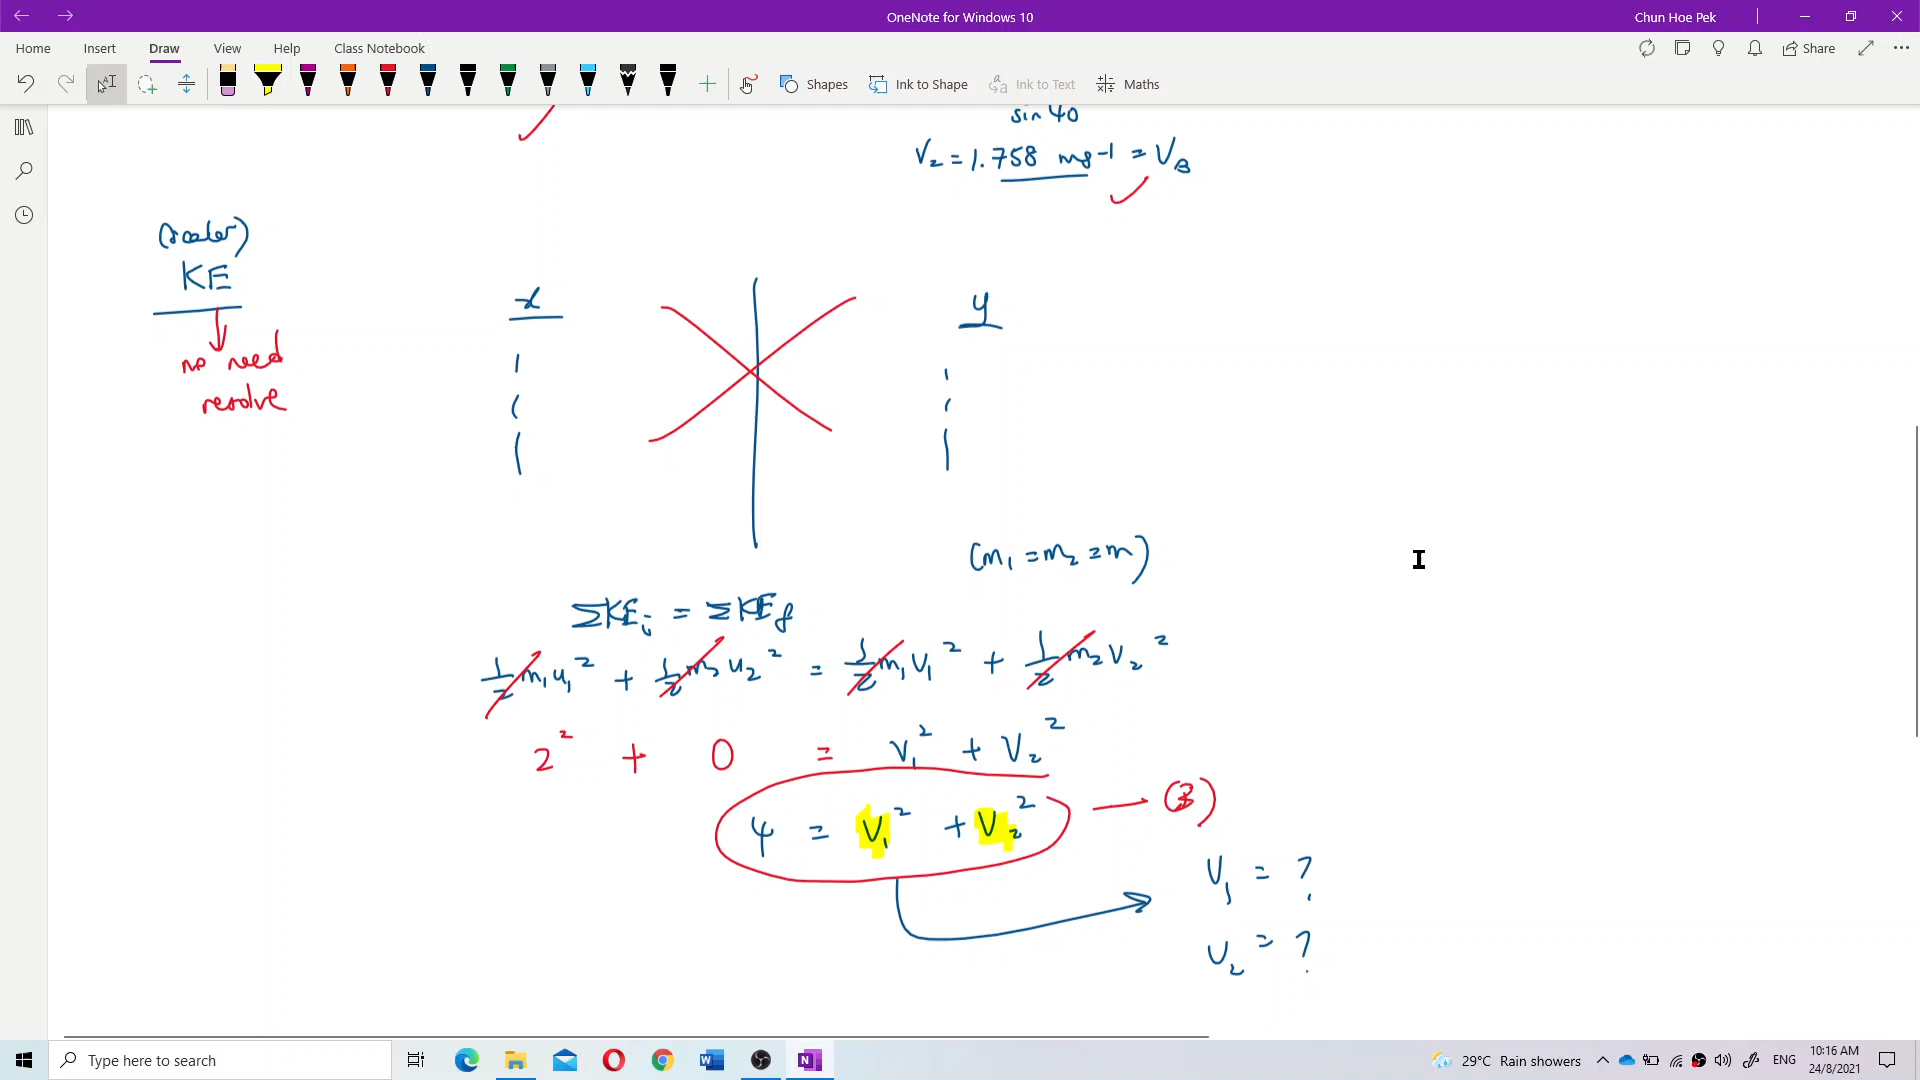 OneNote for Windows 10
Chun Hoe Pek
Home Insert Draw View Help Class Notebook
Share
Shapes Ink to Shape Ink to Text Maths
sin 40
V₂ = 1.758 ms⁻¹ = V_B
(scalar)
KE
no need
resolve
x
y
(m₁ = m₂ = m)
ΣKEᵢ = ΣKE_f
½m₁u₁² + ½m₂u₂² = ½m₁V₁² + ½m₂V₂²
2² + 0 = V₁² + V₂²
4 = V₁² + V₂² — (3)
V₁ = ?
V₂ = ?
Type here to search
29°C Rain showers
ENG
10:16 AM
24/8/2021